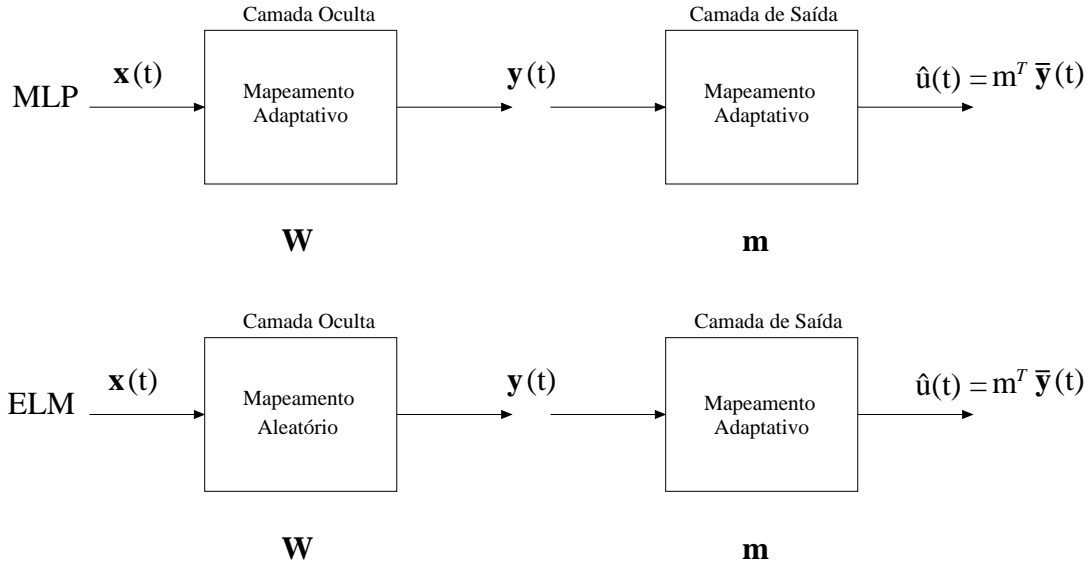 Camada Oculta
Camada de Saída
MLP
x(t)
Mapeamento
Adaptativo
y(t)
Mapeamento
Adaptativo
û(t) = m^T ȳ(t)
W
m
Camada Oculta
Camada de Saída
ELM
x(t)
Mapeamento
Aleatório
y(t)
Mapeamento
Adaptativo
û(t) = m^T ȳ(t)
W
m